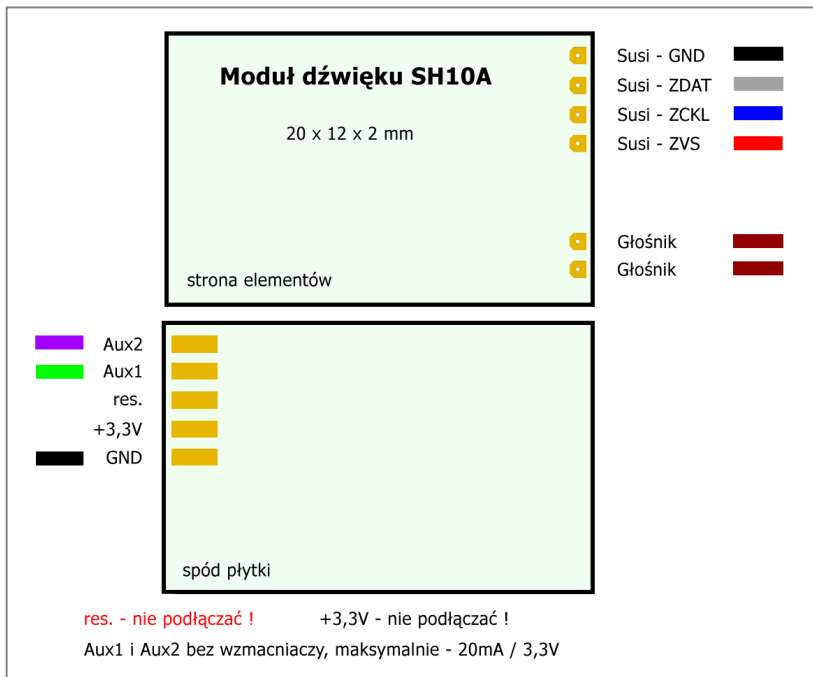 Moduł dźwięku SH10A
20 x 12 x 2 mm
strona elementów
Susi - GND
Susi - ZDAT
Susi - ZCKL
Susi - ZVS
Głośnik
Głośnik
Aux2
Aux1
res.
+3,3V
GND
spód płytki
res. - nie podłączać ! +3,3V - nie podłączać !
Aux1 i Aux2 bez wzmacniaczy, maksymalnie - 20mA / 3,3V